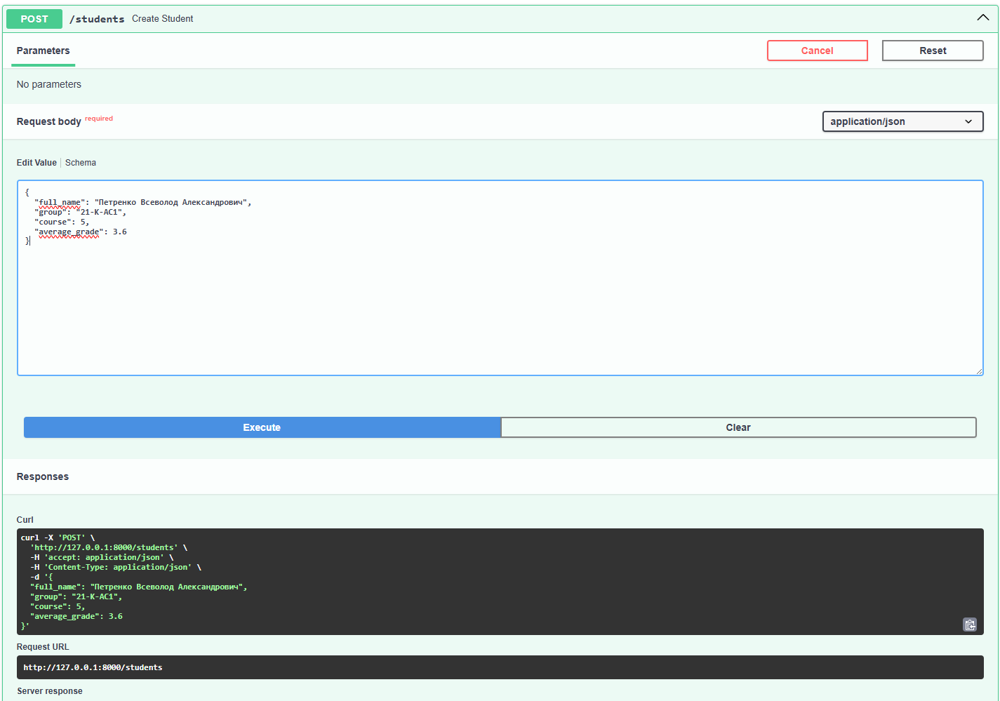 POST /students Create Student
Parameters
Cancel
Reset
No parameters
Request body required
application/json
Edit Value | Schema
{
  "full_name": "Петренко Всеволод Александрович",
  "group": "21-К-АС1",
  "course": 5,
  "average_grade": 3.6
}
Execute
Clear
Responses
Curl
curl -X 'POST' \
  'http://127.0.0.1:8000/students' \
  -H 'accept: application/json' \
  -H 'Content-Type: application/json' \
  -d '{
  "full_name": "Петренко Всеволод Александрович",
  "group": "21-К-АС1",
  "course": 5,
  "average_grade": 3.6
}'
Request URL
http://127.0.0.1:8000/students
Server response